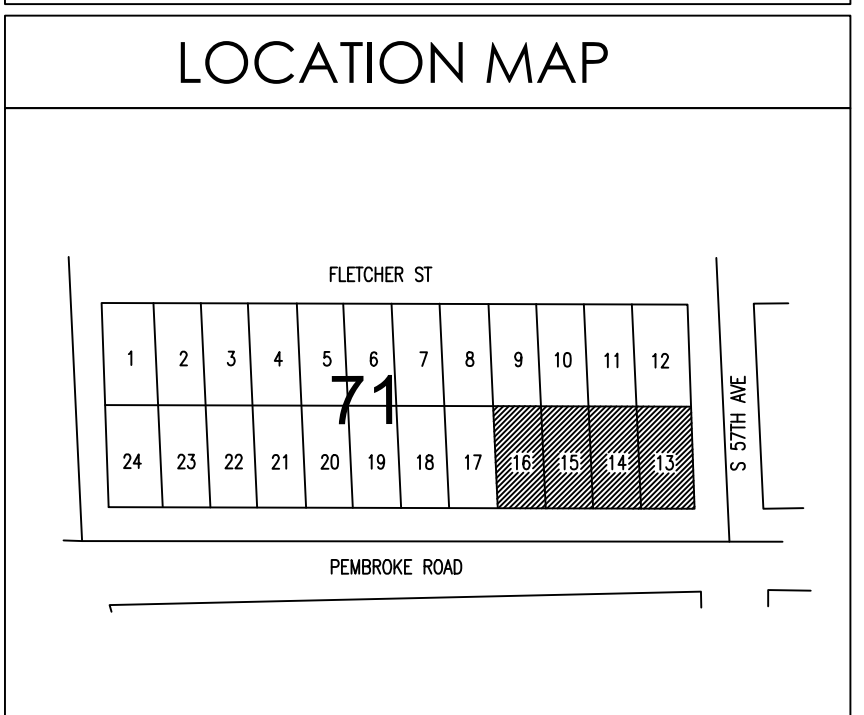 LOCATION MAP
FLETCHER ST
1 2 3 4 5 6 7 8 9 10 11 12
71
S 57TH AVE
24 23 22 21 20 19 18 17 16 15 14 13
PEMBROKE ROAD